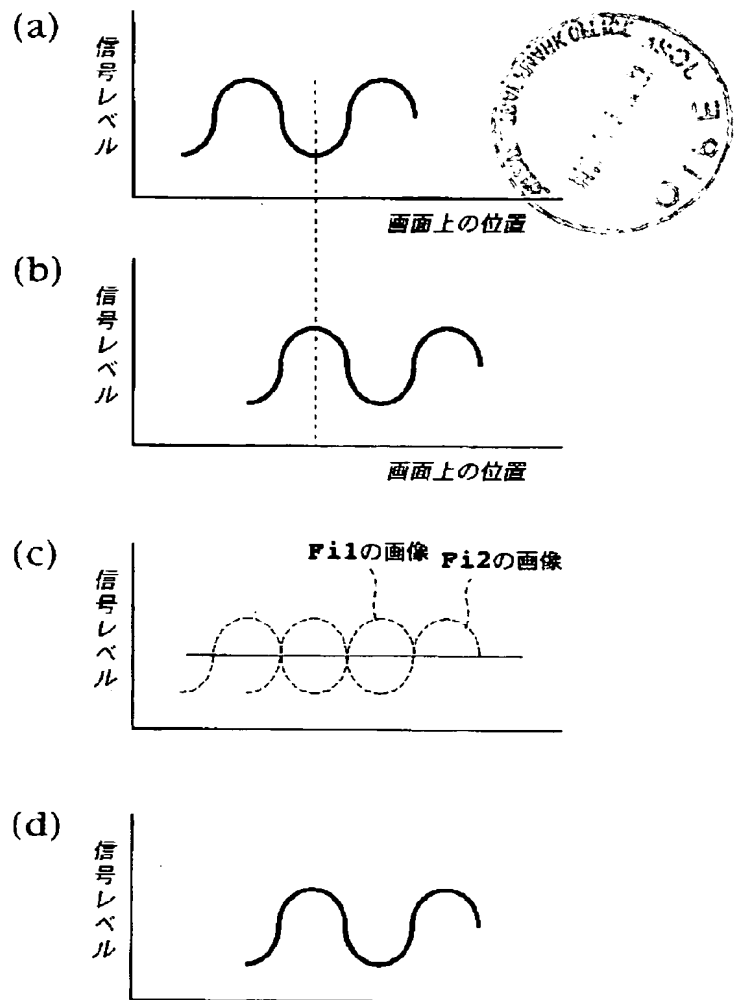 (a)
信号レベル
画面上の位置
(b)
信号レベル
画面上の位置
(c)
信号レベル
Fi1の画像
Fi2の画像
(d)
信号レベル
OIPE